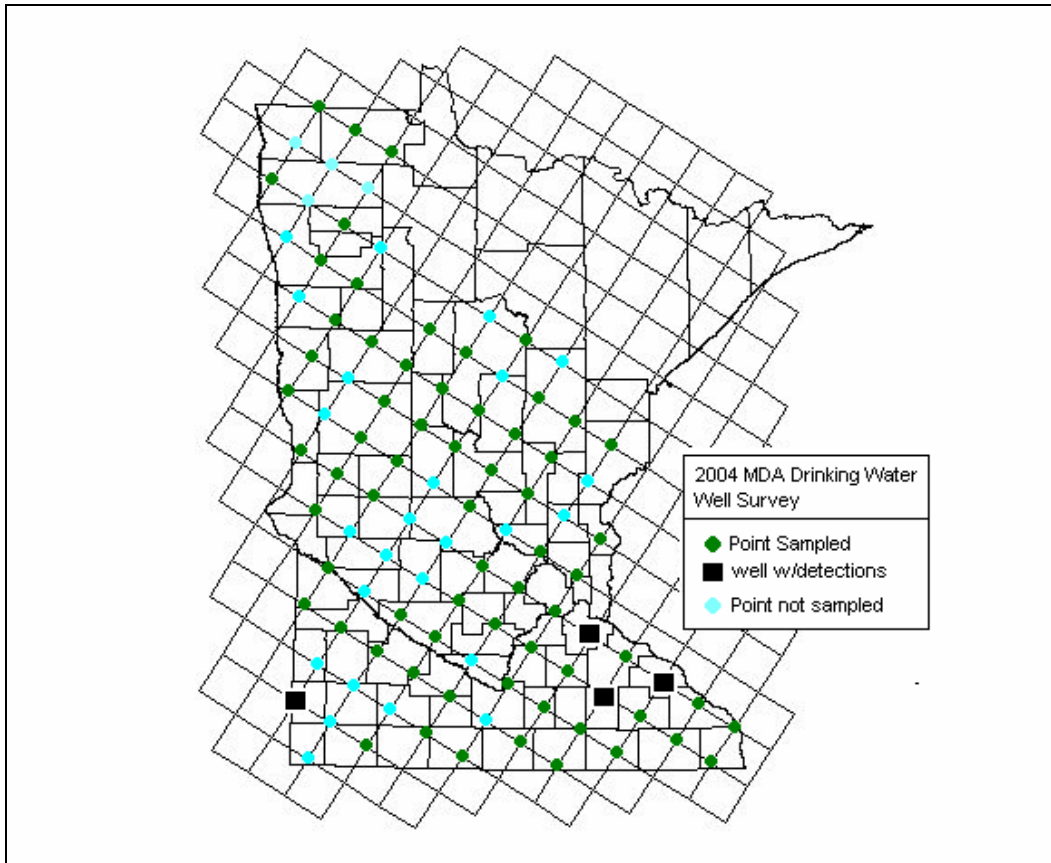 2004 MDA Drinking Water
Well Survey
Point Sampled
well w/detections
Point not sampled